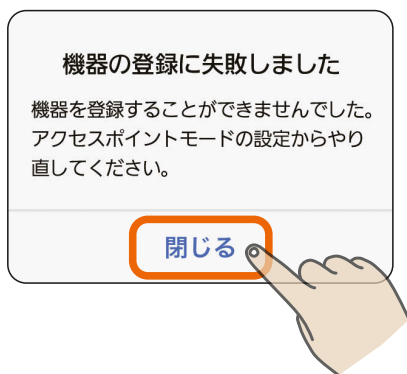 機器の登録に失敗しました
機器を登録することができませんでした。
アクセスポイントモードの設定からやり
直してください。
閉じる